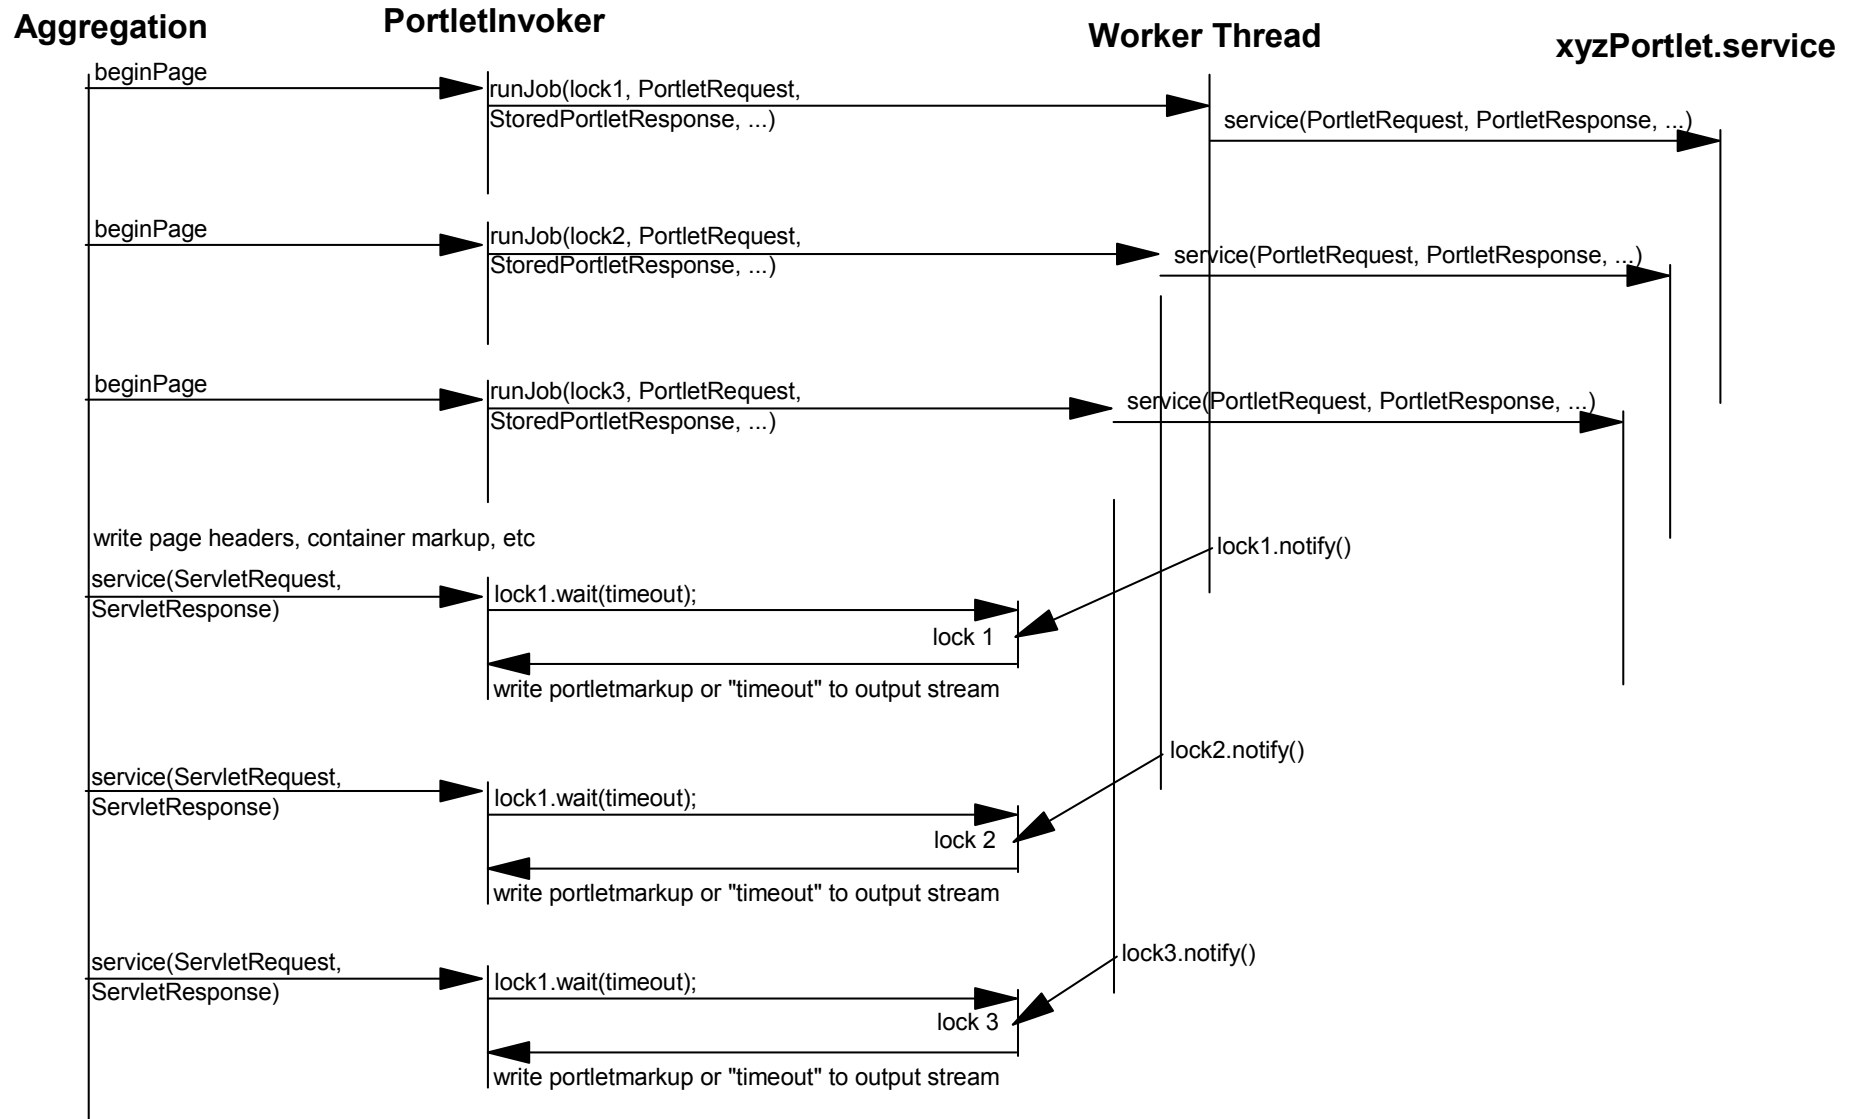 Aggregation
PortletInvoker
Worker Thread
xyzPortlet.service
beginPage
runJob(lock1, PortletRequest,
StoredPortletResponse, ...)
service(PortletRequest, PortletResponse, ...)
beginPage
runJob(lock2, PortletRequest,
StoredPortletResponse, ...)
service(PortletRequest, PortletResponse, ...)
beginPage
runJob(lock3, PortletRequest,
StoredPortletResponse, ...)
service(PortletRequest, PortletResponse, ...)
write page headers, container markup, etc
lock1.notify()
service(ServletRequest,
ServletResponse)
lock1.wait(timeout);
lock 1
write portletmarkup or "timeout" to output stream
lock2.notify()
service(ServletRequest,
ServletResponse)
lock1.wait(timeout);
lock 2
write portletmarkup or "timeout" to output stream
lock3.notify()
service(ServletRequest,
ServletResponse)
lock1.wait(timeout);
lock 3
write portletmarkup or "timeout" to output stream